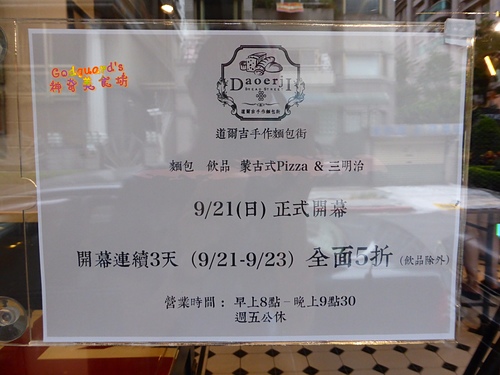 Godguard's
神背美食坊
DaoerJI
道爾吉手作麵包街
道爾吉手作麵包街
麵包 飲品 蒙古式Pizza & 三明治
9/21(日) 正式開幕
開幕連續3天（9/21-9/23）全面5折（飲品除外）
營業時間：早上8點－晚上9點30
週五公休